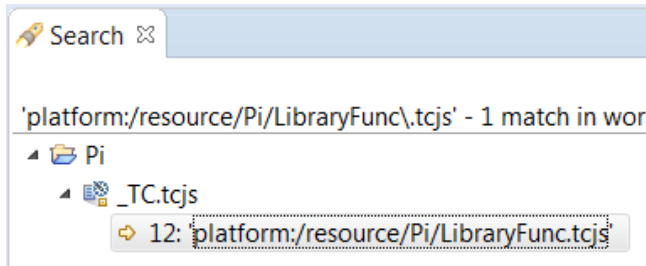 Search
'platform:/resource/Pi/LibraryFunc\.tcjs' - 1 match in wor
Pi
_TC.tcjs
12: 'platform:/resource/Pi/LibraryFunc.tcjs'